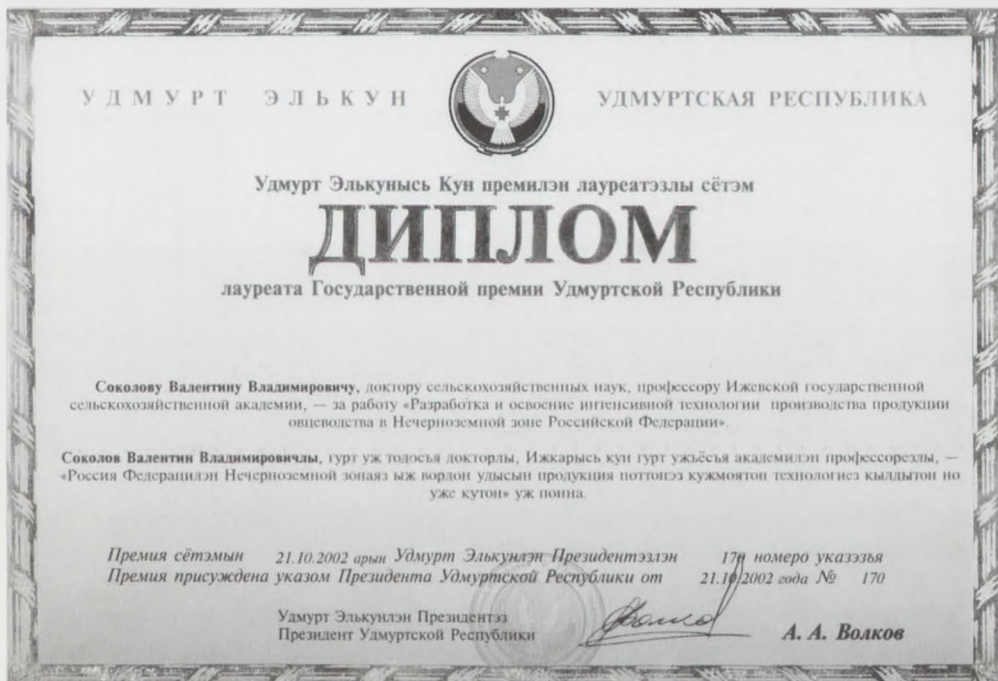 УДМУРТ ЭЛЬКУН
УДМУРТСКАЯ РЕСПУБЛИКА
Удмурт Элькунысь Кун премилэн лауреатэзлы сётэм
ДИПЛОМ
лауреата Государственной премии Удмуртской Республики
Соколову Валентину Владимировичу, доктору сельскохозяйственных наук, профессору Ижевской государственной
сельскохозяйственной академии, — за работу «Разработка и освоение интенсивной технологии производства продукции
овцеводства в Нечерноземной зоне Российской Федерации».
Соколов Валентин Владимировичлы, гурт уж тодосъя докторлы, Ижкарысь кун гурт ужъёсъя академилэн профессорезлы, —
«Россия Федерацилэн Нечерноземной зонаяз ыж вордон удысын продукция поттонэз кужмоятон технологиез кылдытон но
уже кутон» уж понна.
Премия сётэмын 21.10.2002 арын Удмурт Элькунлэн Президентэзлэн 170 номеро указэзъя
Премия присуждена указом Президента Удмуртской Республики от 21.10.2002 года № 170
Удмурт Элькунлэн Президентэз
Президент Удмуртской Республики
А. А. Волков